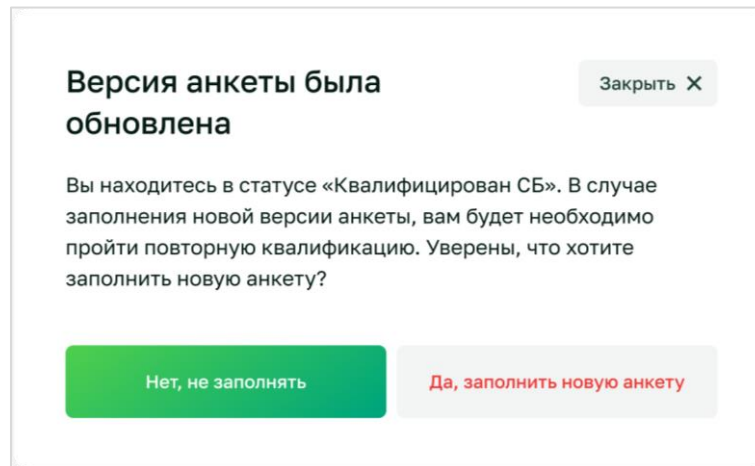 Версия анкеты была
обновлена
Закрыть ✕
Вы находитесь в статусе «Квалифицирован СБ». В случае
заполнения новой версии анкеты, вам будет необходимо
пройти повторную квалификацию. Уверены, что хотите
заполнить новую анкету?
Нет, не заполнять
Да, заполнить новую анкету